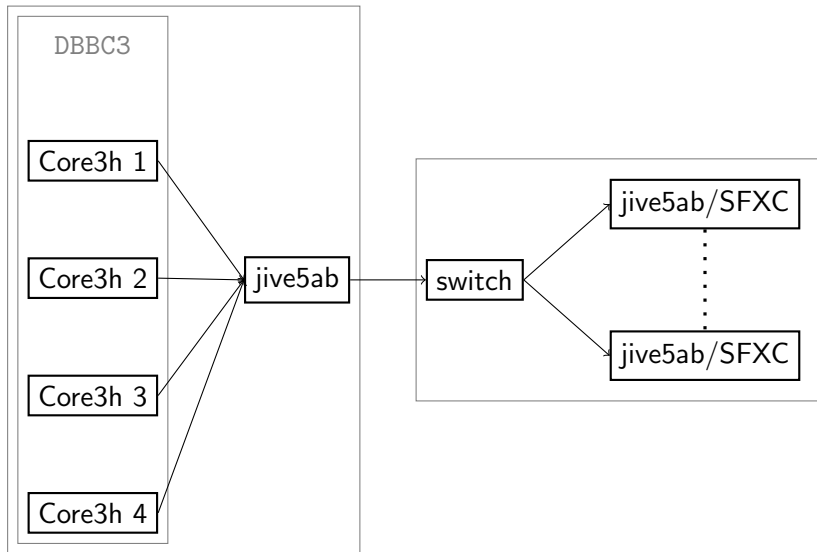 DBBC3
Core3h 1
Core3h 2
Core3h 3
Core3h 4
jive5ab
switch
jive5ab/SFXC
jive5ab/SFXC